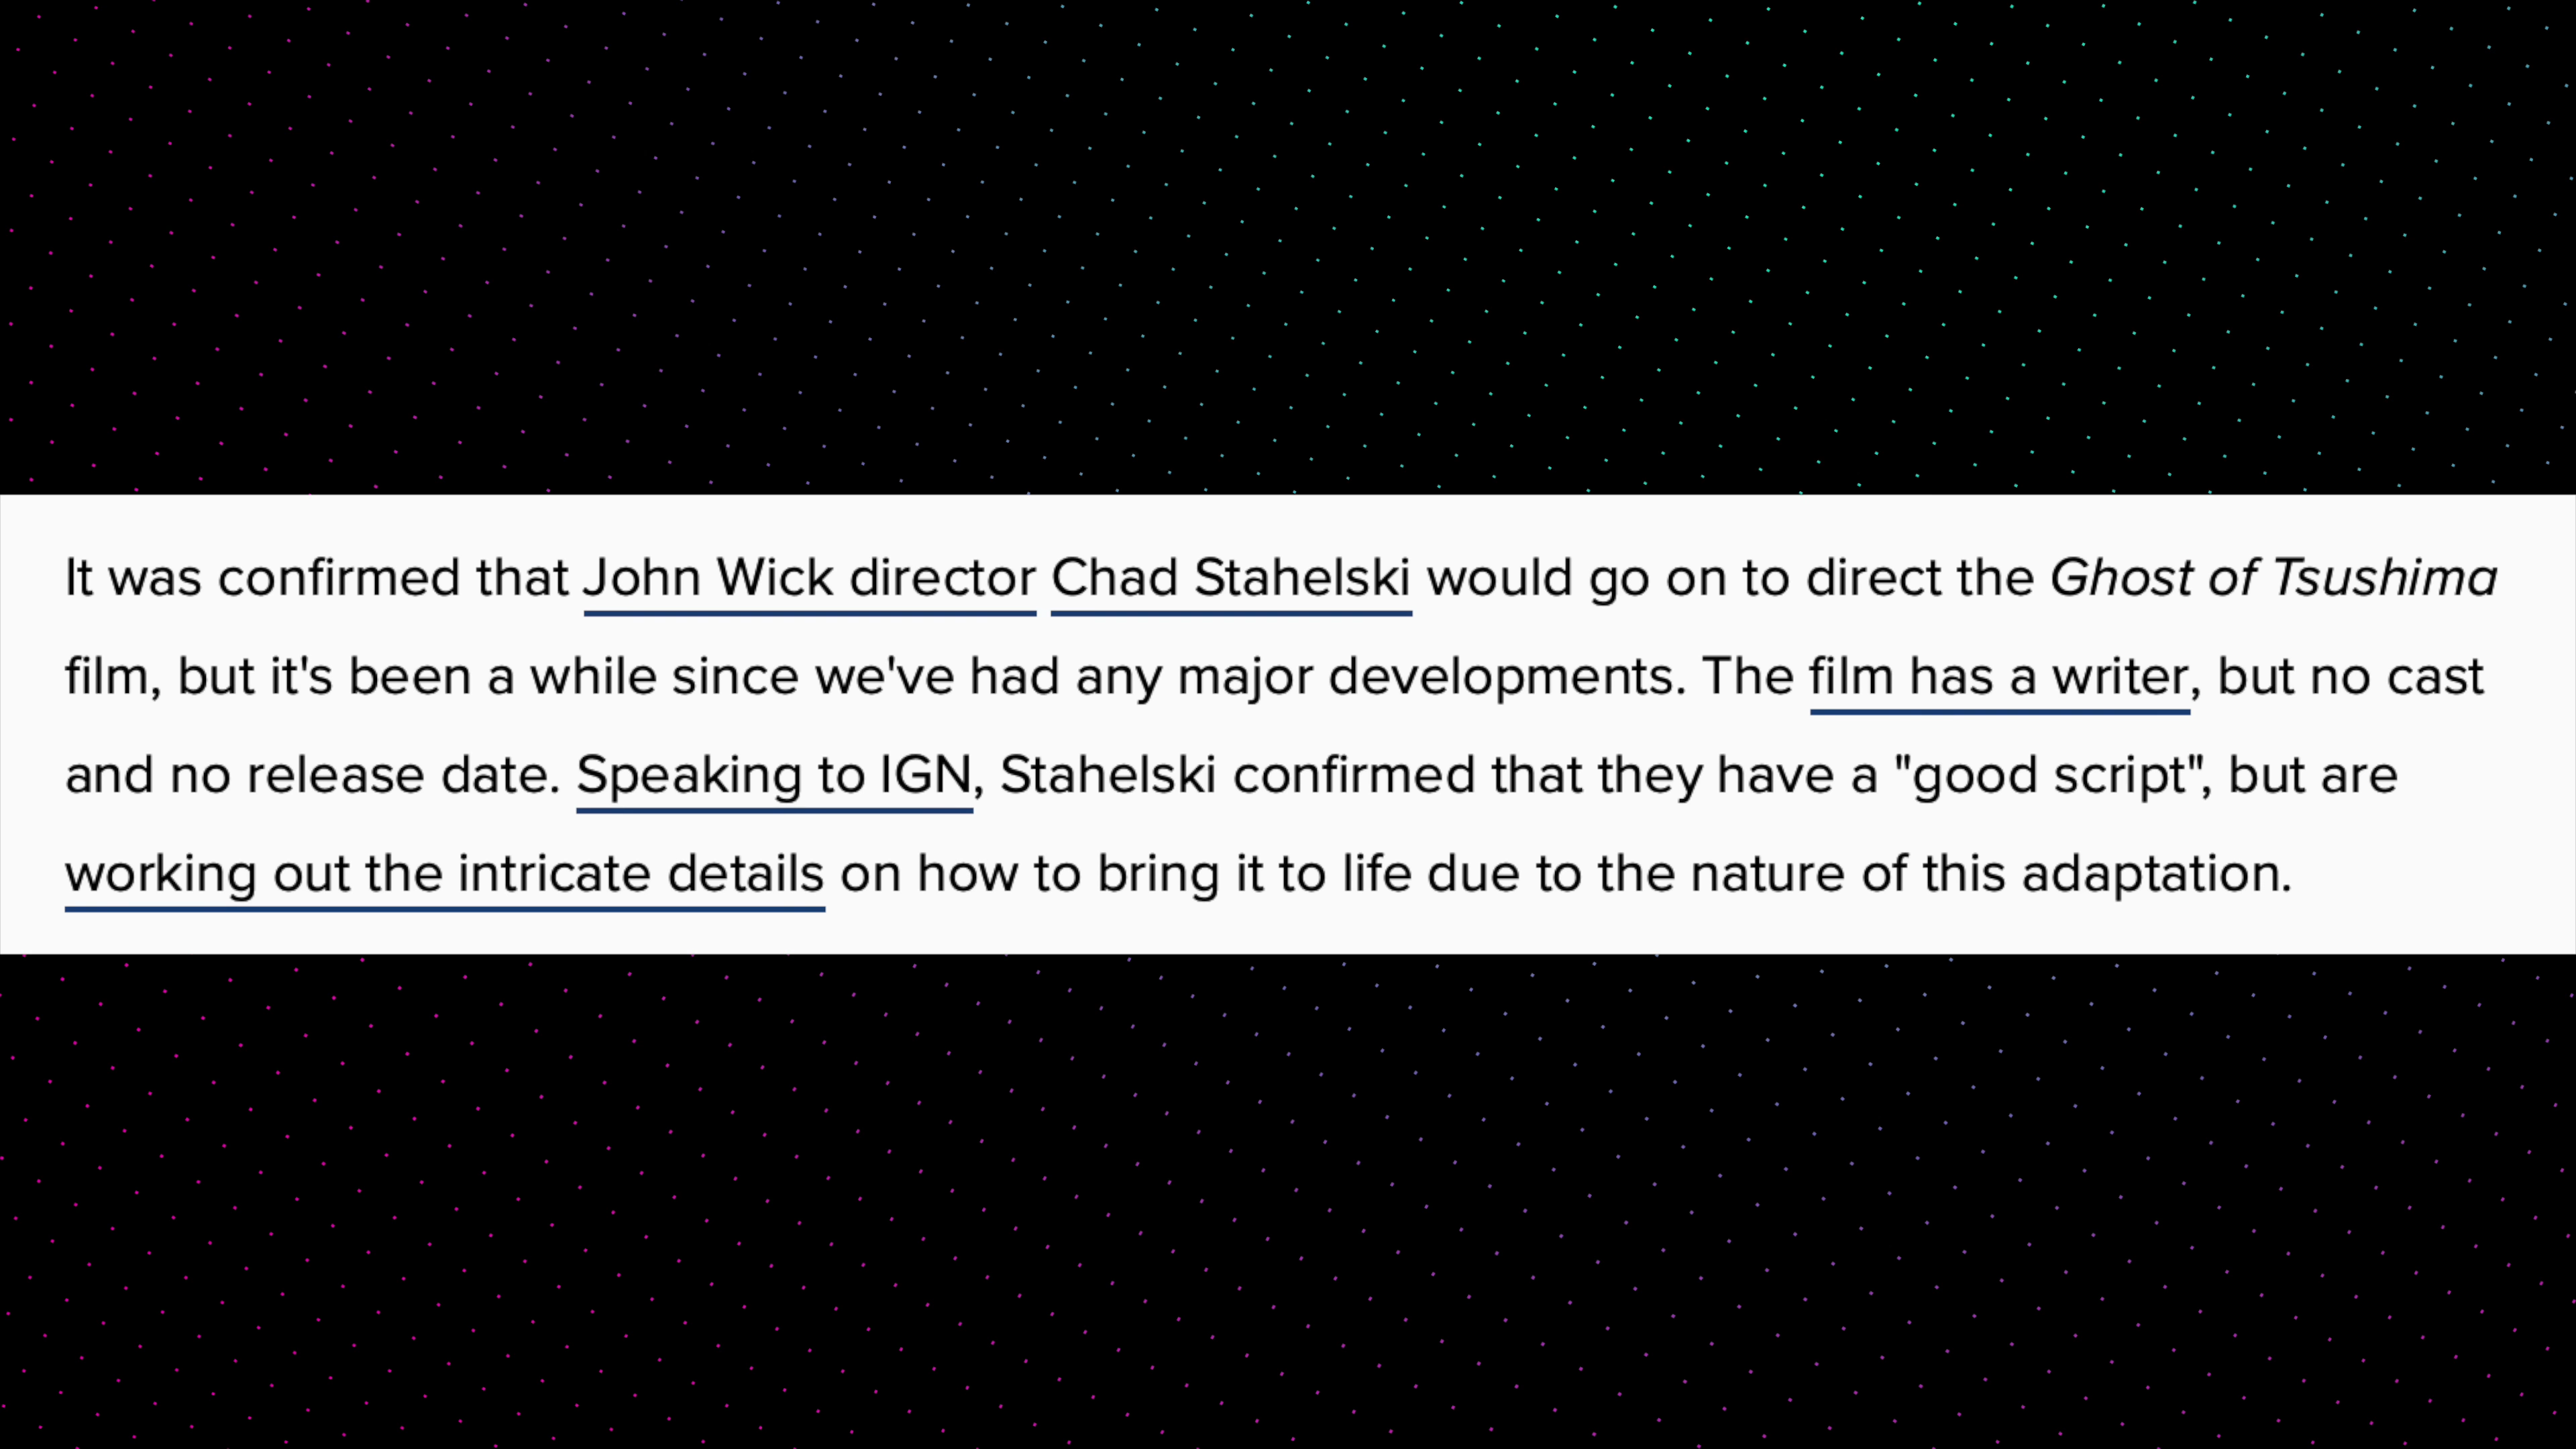 It was confirmed that John Wick director Chad Stahelski would go on to direct the Ghost of Tsushima
film, but it's been a while since we've had any major developments. The film has a writer, but no cast
and no release date. Speaking to IGN, Stahelski confirmed that they have a "good script", but are
working out the intricate details on how to bring it to life due to the nature of this adaptation.